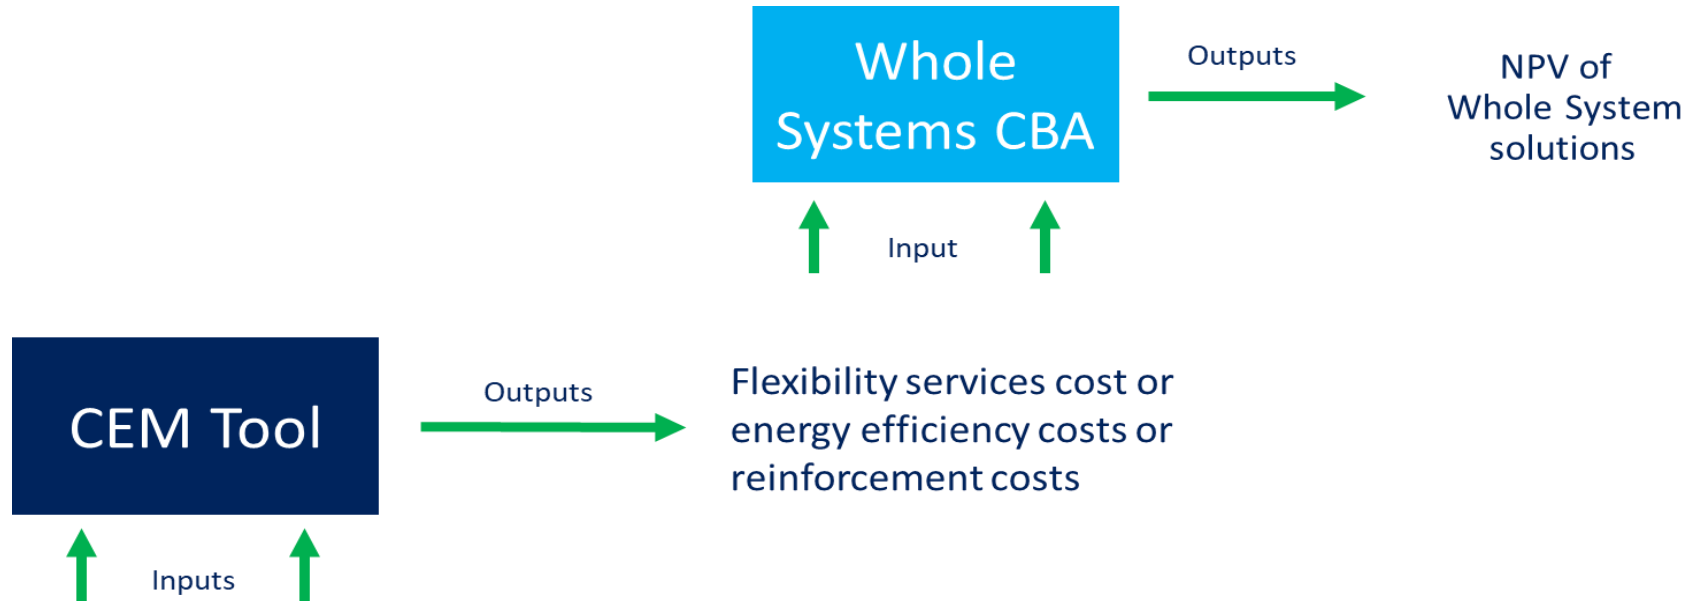 Whole
Systems CBA
Outputs
NPV of
Whole System
solutions
Input
CEM Tool
Outputs
Flexibility services cost or
energy efficiency costs or
reinforcement costs
Inputs